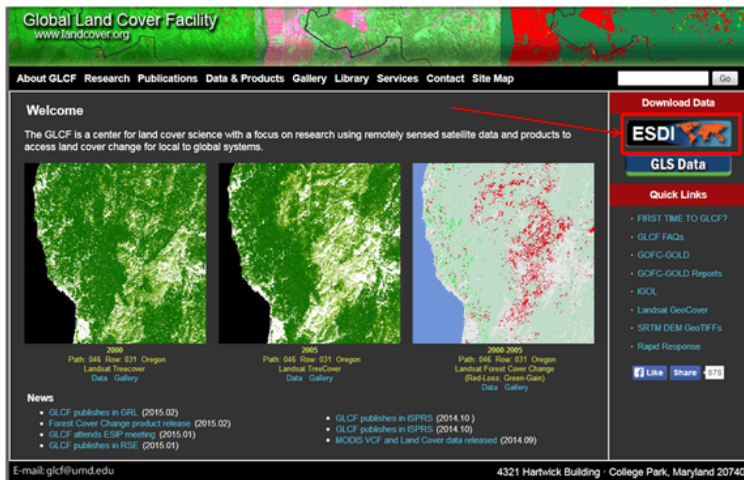 Global Land Cover Facility
www.landcover.org
About GLCF Research Publications Data & Products Gallery Library Services Contact Site Map
Go
Welcome
The GLCF is a center for land cover science with a focus on research using remotely sensed satellite data and products to
access land cover change for local to global systems.
2000
Path: 046 Row: 031 Oregon
Landsat Treecover
Data Gallery
2005
Path: 046 Row: 031 Oregon
Landsat TreeCover
Data Gallery
2000-2005
Path: 046 Row: 031 Oregon
Landsat Forest Cover Change
(Red-Loss; Green-Gain)
Data Gallery
News
• GLCF publishes in GRL (2015.02)
• Forest Cover Change product release (2015.02)
• GLCF attends ESIP meeting (2015.01)
• GLCF publishes in RSE (2015.01)
• GLCF publishes in ISPRS (2014.10 )
• GLCF publishes in ISPRS (2014.10)
• MODIS VCF and Land Cover data released (2014.09)
Download Data
ESDI
GLS Data
Quick Links
• FIRST TIME TO GLCF?
• GLCF FAQs
• GOFC-GOLD
• GOFC-GOLD Reports
• IGOL
• Landsat GeoCover
• SRTM DEM GeoTIFFs
• Rapid Response
Like Share 878
E-mail: glcf@umd.edu
4321 Hartwick Building · College Park, Maryland 20740